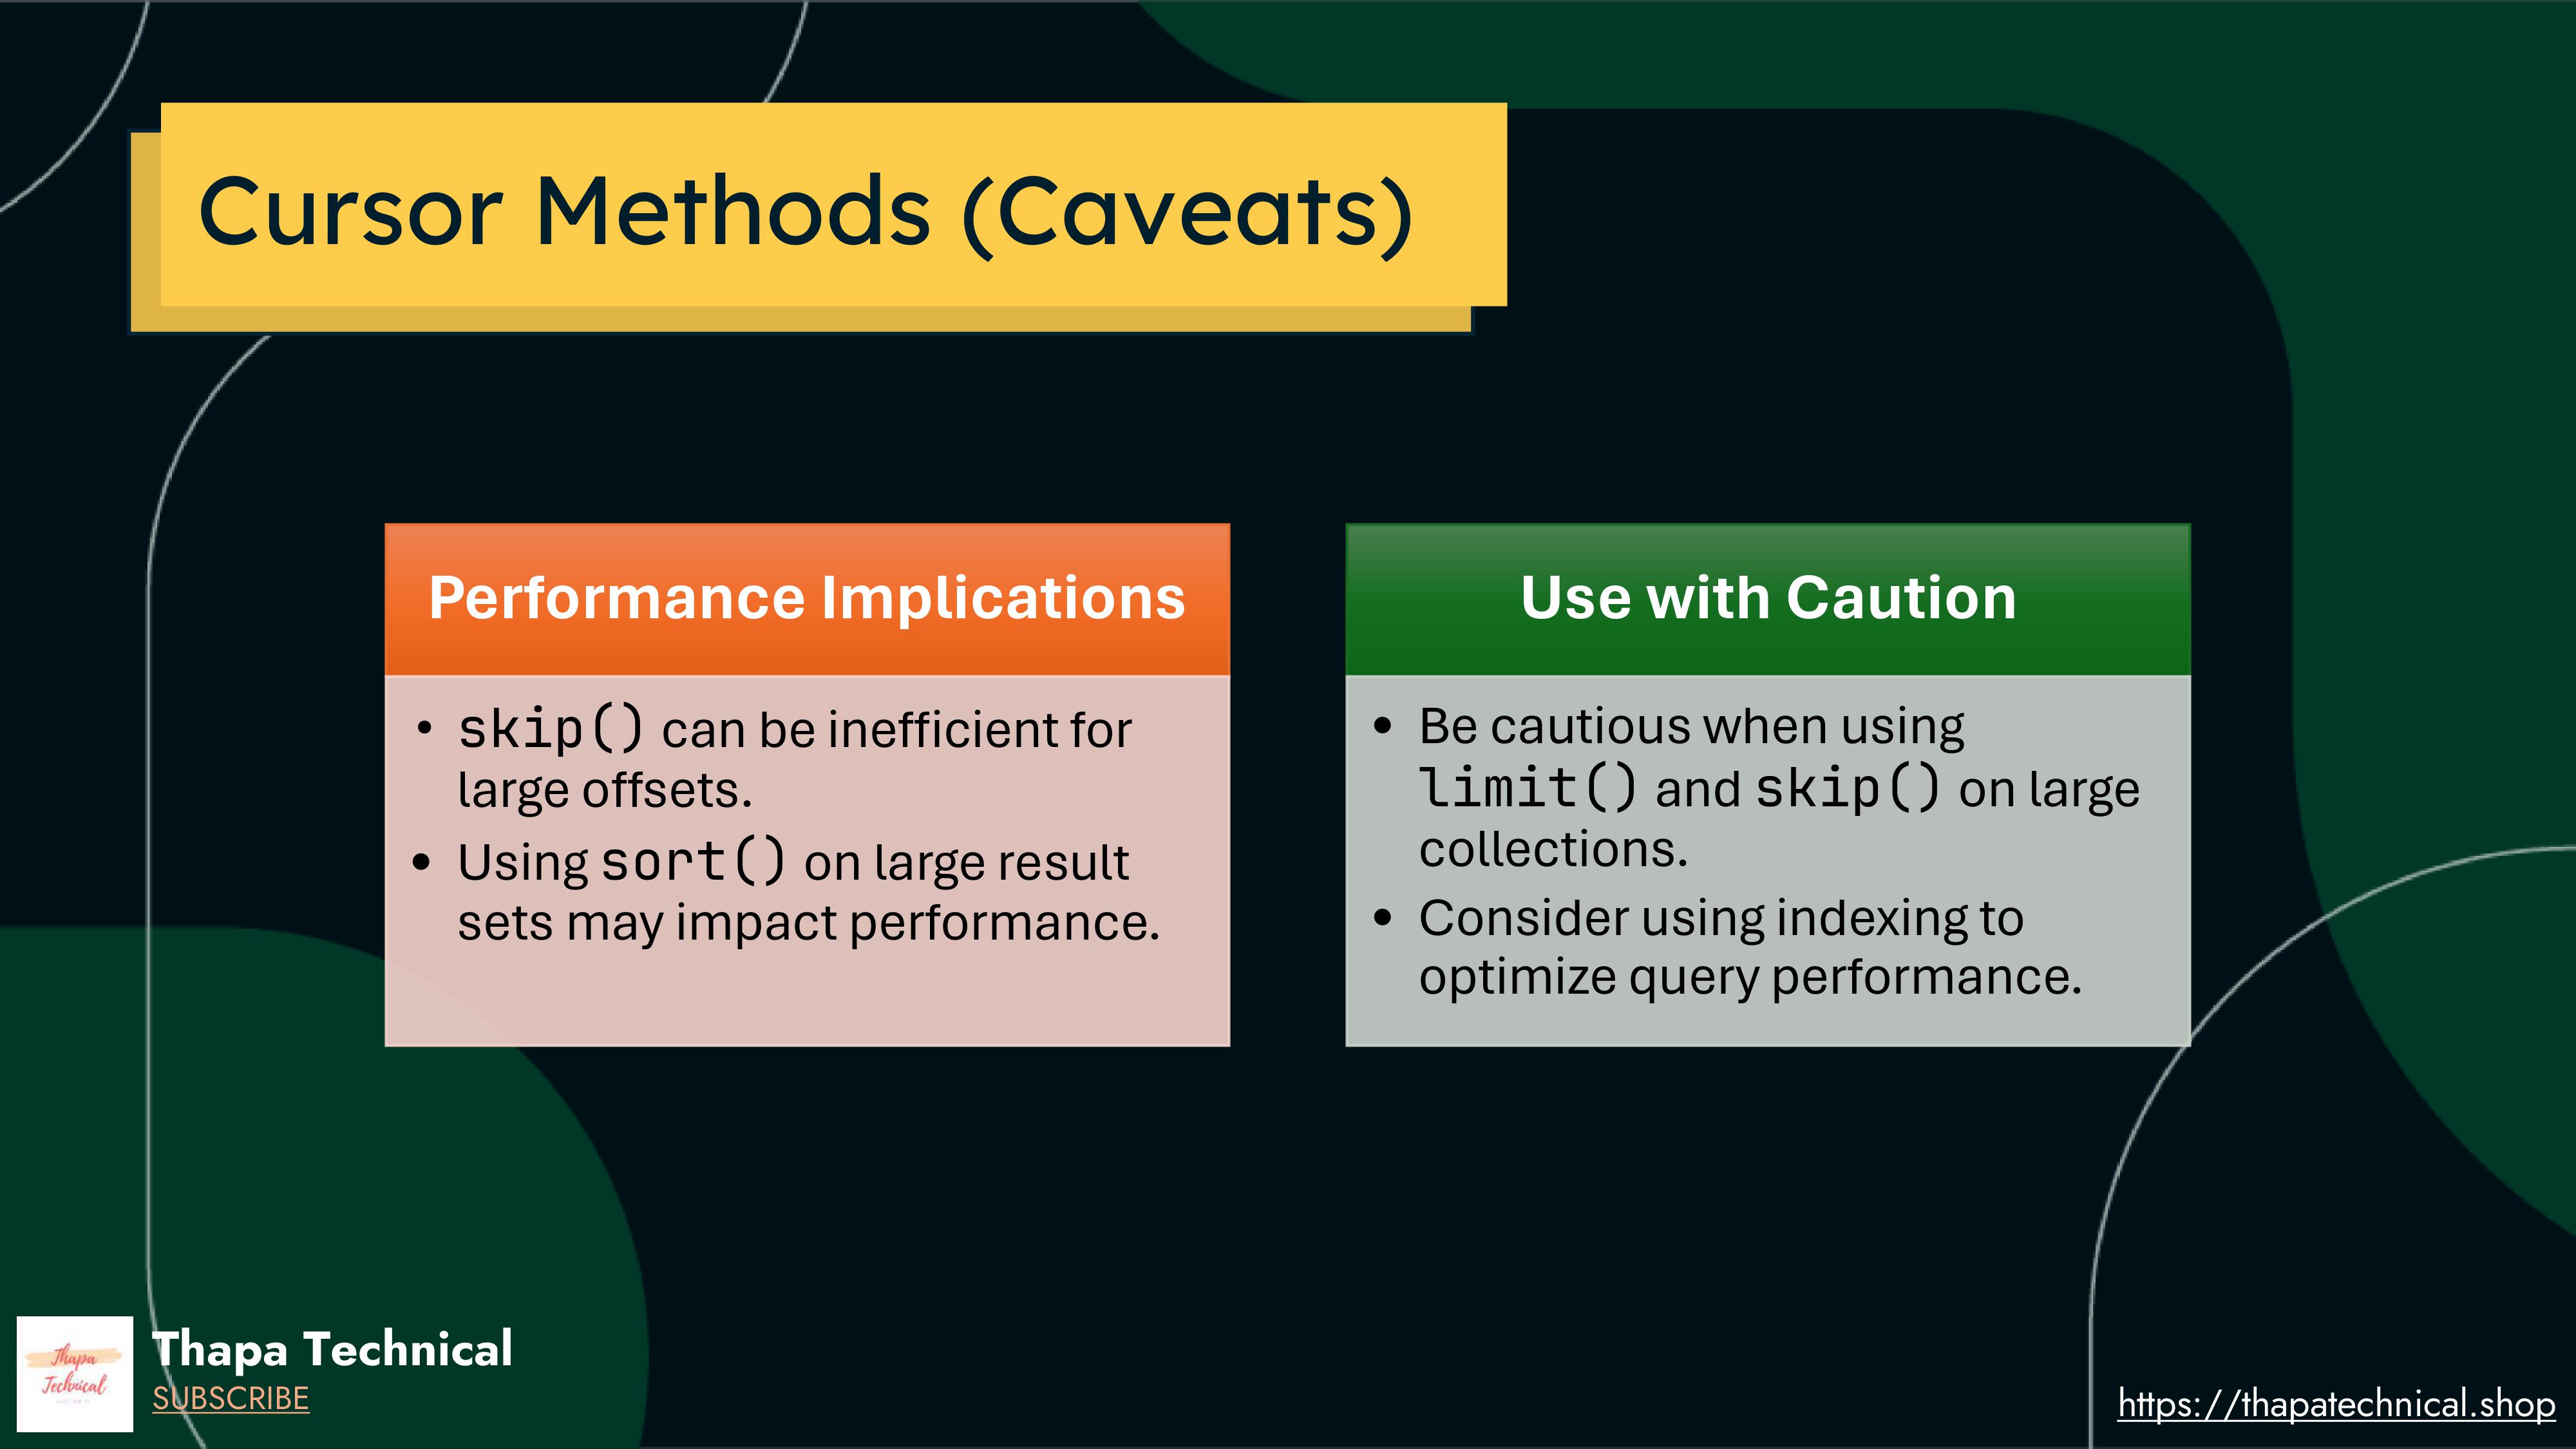 Cursor Methods (Caveats)
Performance Implications
• skip() can be inefficient for
large offsets.
• Using sort() on large result
sets may impact performance.
Use with Caution
• Be cautious when using
limit() and skip() on large
collections.
• Consider using indexing to
optimize query performance.
Thapa
Technical
Thapa Technical
SUBSCRIBE
https://thapatechnical.shop